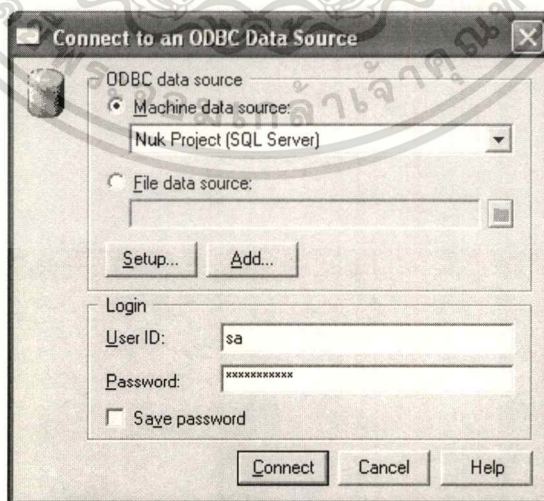 Connect to an ODBC Data Source
ODBC data source
Machine data source:
Nuk Project (SQL Server)
File data source:
Setup... Add...
Login
User ID: sa
Password: xxxxxxxxxxx
Save password
Connect Cancel Help